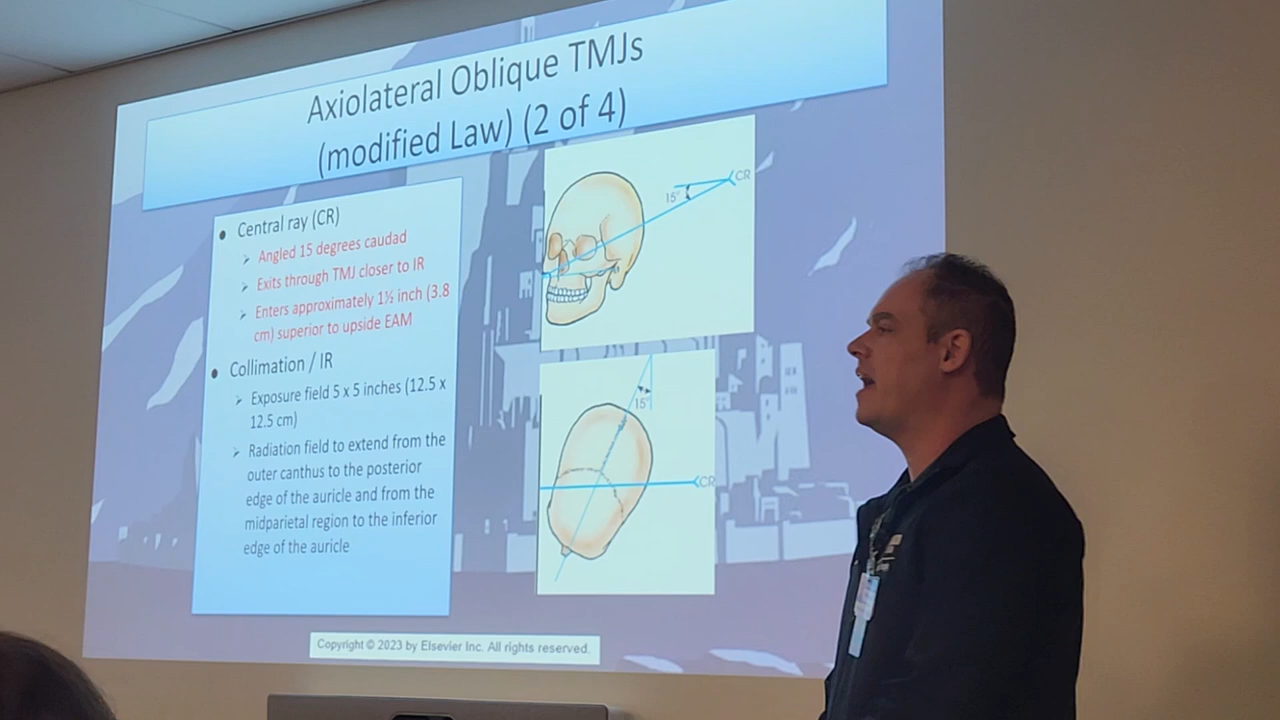 Axiolateral Oblique TMJs
(modified Law) (2 of 4)
Central ray (CR)
Angled 15 degrees caudad
Exits through TMJ closer to IR
Enters approximately 1½ inch (3.8
cm) superior to upside EAM
Collimation / IR
Exposure field 5 x 5 inches (12.5 x
12.5 cm)
Radiation field to extend from the
outer canthus to the posterior
edge of the auricle and from the
midparietal region to the inferior
edge of the auricle
CR
15°
15°
CR
Copyright © 2023 by Elsevier Inc. All rights reserved.